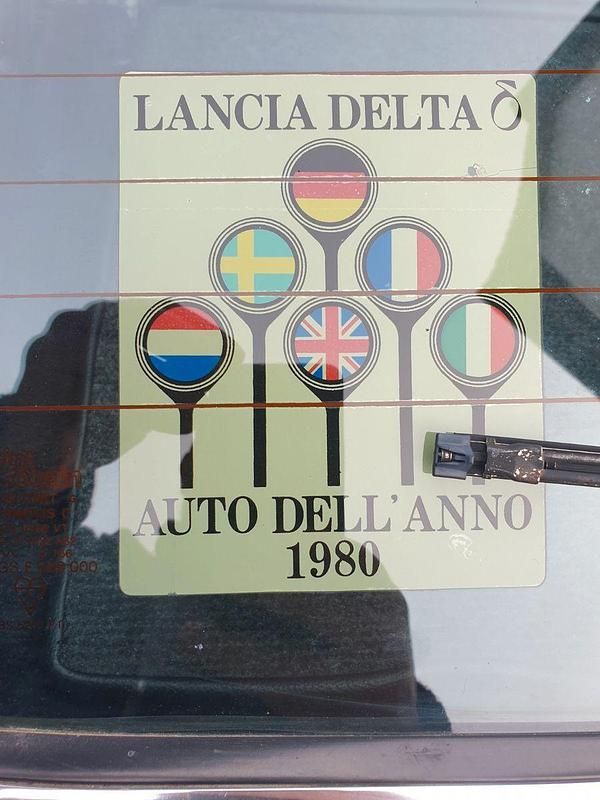 LANCIA DELTA δ
AUTO DELL'ANNO
1980